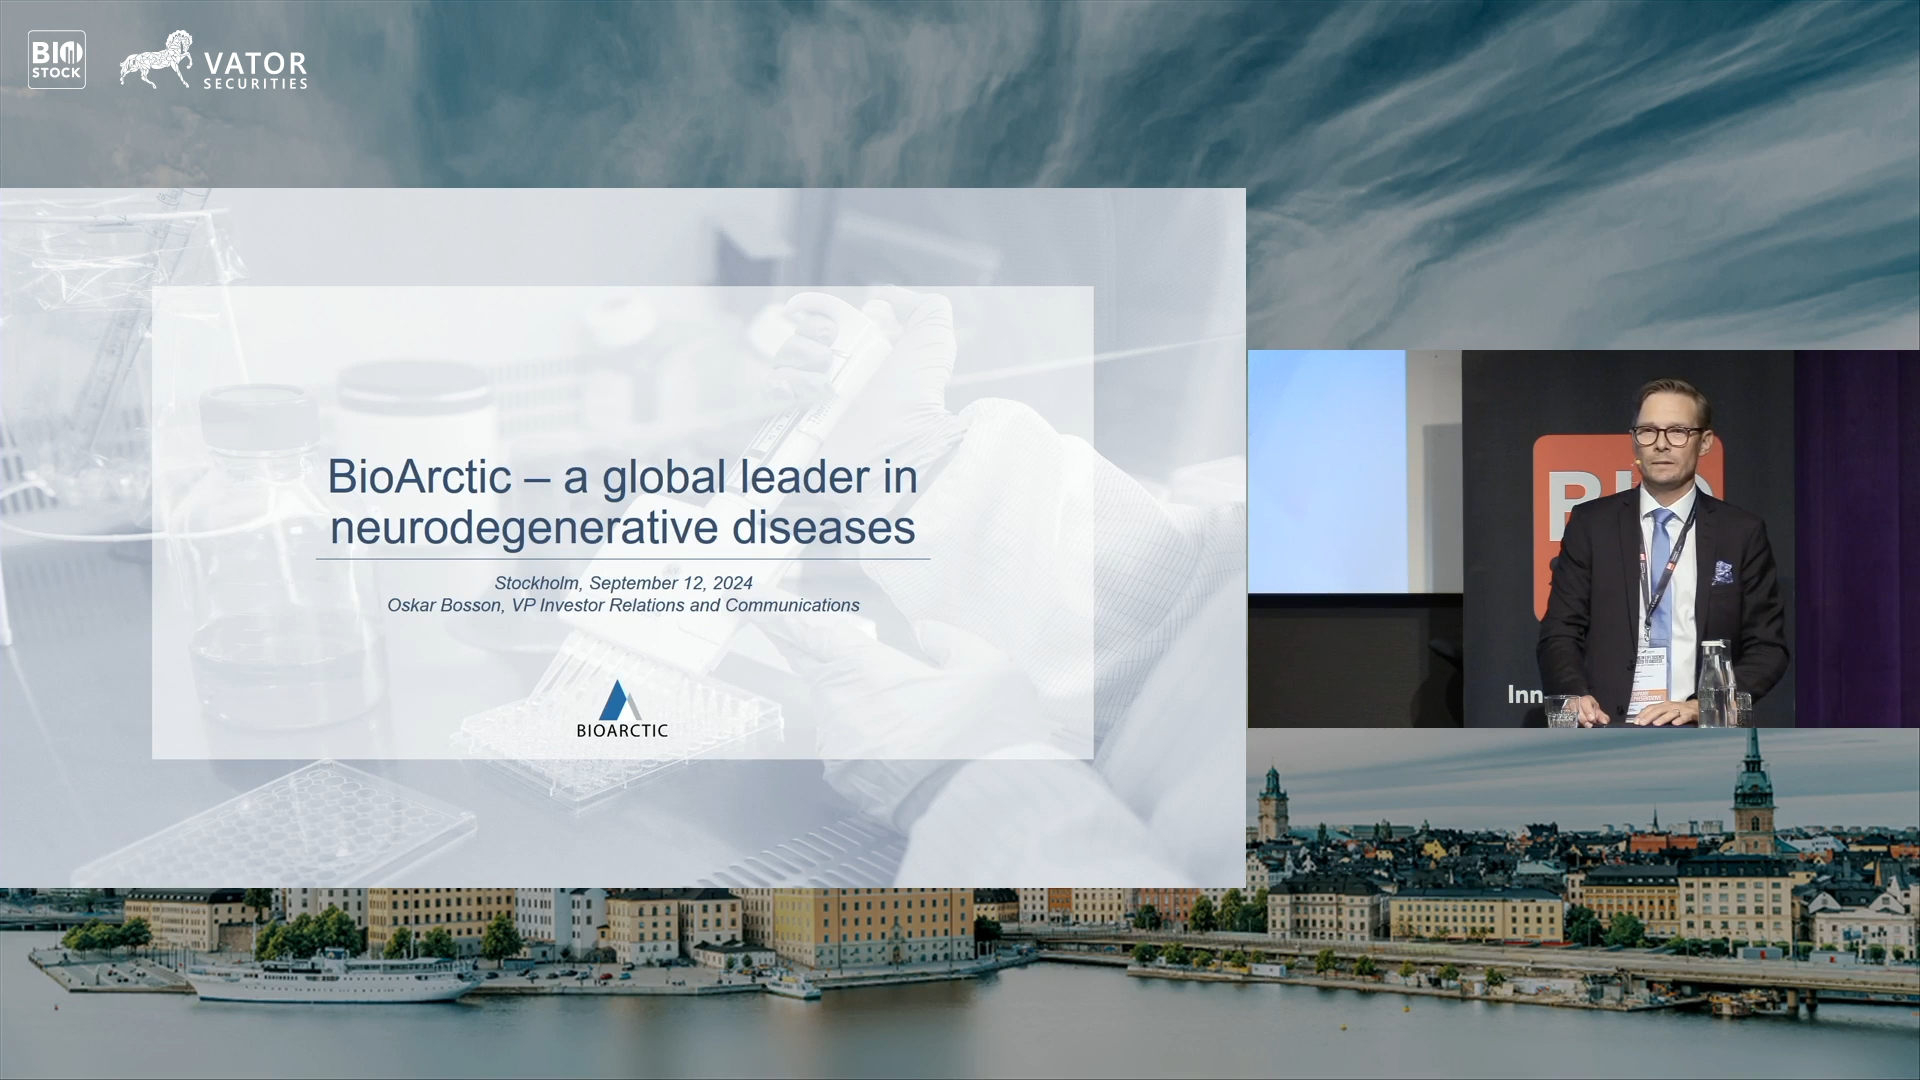 BIO
STOCK
VATOR
SECURITIES
BioArctic – a global leader in
neurodegenerative diseases
Stockholm, September 12, 2024
Oskar Bosson, VP Investor Relations and Communications
BIOARCTIC
Inn